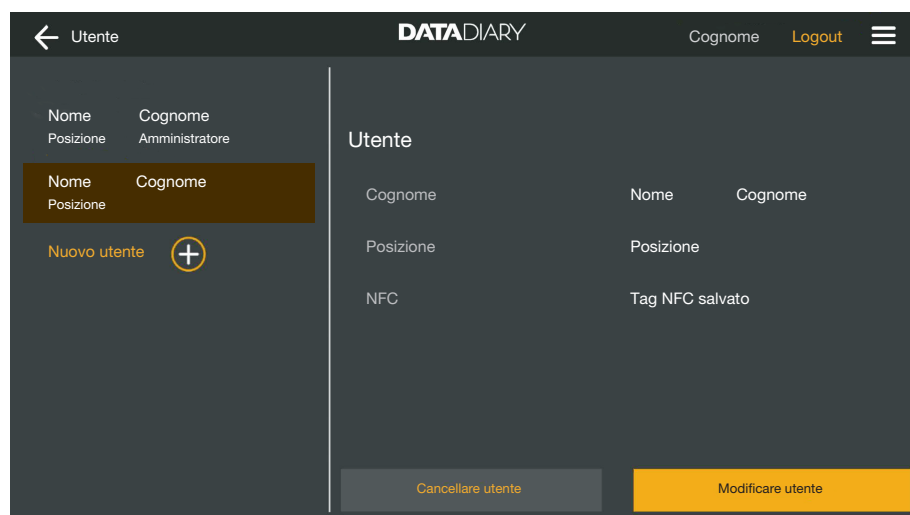 Utente
DATADIARY
Cognome Logout
Nome Cognome
Posizione Amministratore
Nome Cognome
Posizione
Nuovo utente
Utente
Cognome Nome Cognome
Posizione Posizione
NFC Tag NFC salvato
Cancellare utente Modificare utente